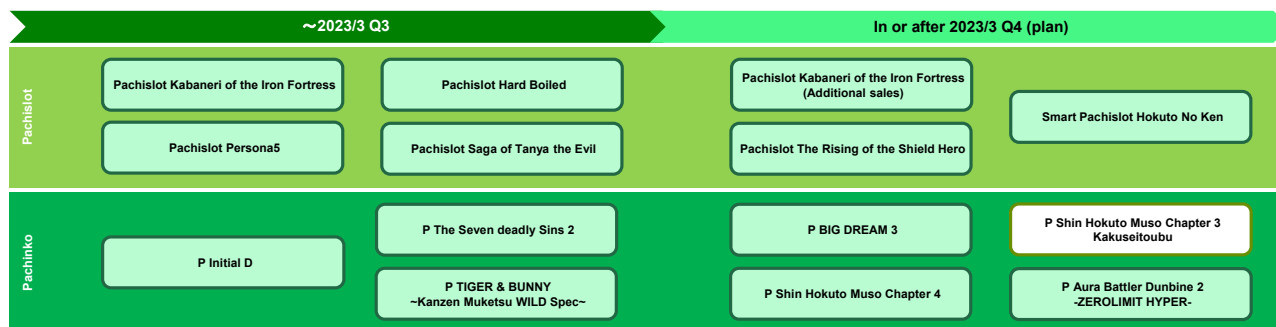 ～2023/3 Q3
In or after 2023/3 Q4 (plan)
Pachislot
Pachislot Kabaneri of the Iron Fortress
Pachislot Hard Boiled
Pachislot Kabaneri of the Iron Fortress
(Additional sales)
Smart Pachislot Hokuto No Ken
Pachislot Persona5
Pachislot Saga of Tanya the Evil
Pachislot The Rising of the Shield Hero
Pachinko
P Initial D
P The Seven deadly Sins 2
P BIG DREAM 3
P Shin Hokuto Muso Chapter 3
Kakuseitoubu
P TIGER & BUNNY
~Kanzen Muketsu WILD Spec~
P Shin Hokuto Muso Chapter 4
P Aura Battler Dunbine 2
-ZEROLIMIT HYPER-